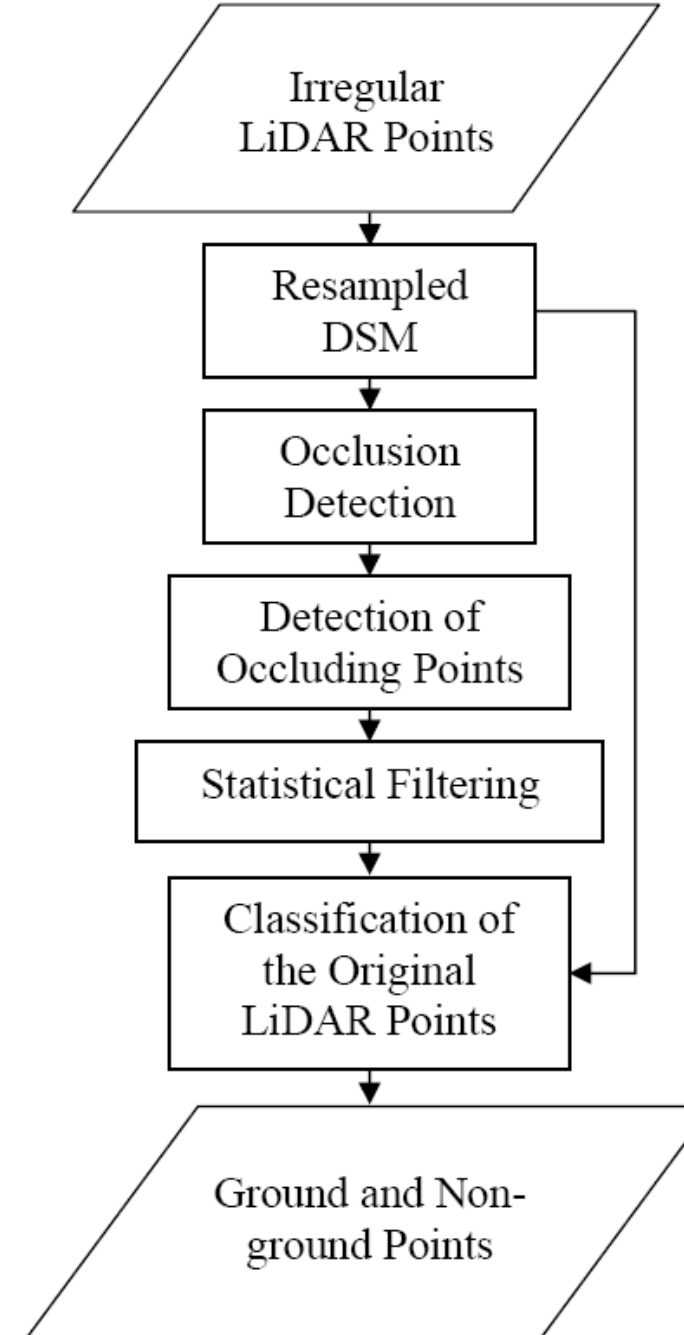 Irregular
LiDAR Points
Resampled
DSM
Occlusion
Detection
Detection of
Occluding Points
Statistical Filtering
Classification of
the Original
LiDAR Points
Ground and Non-
ground Points